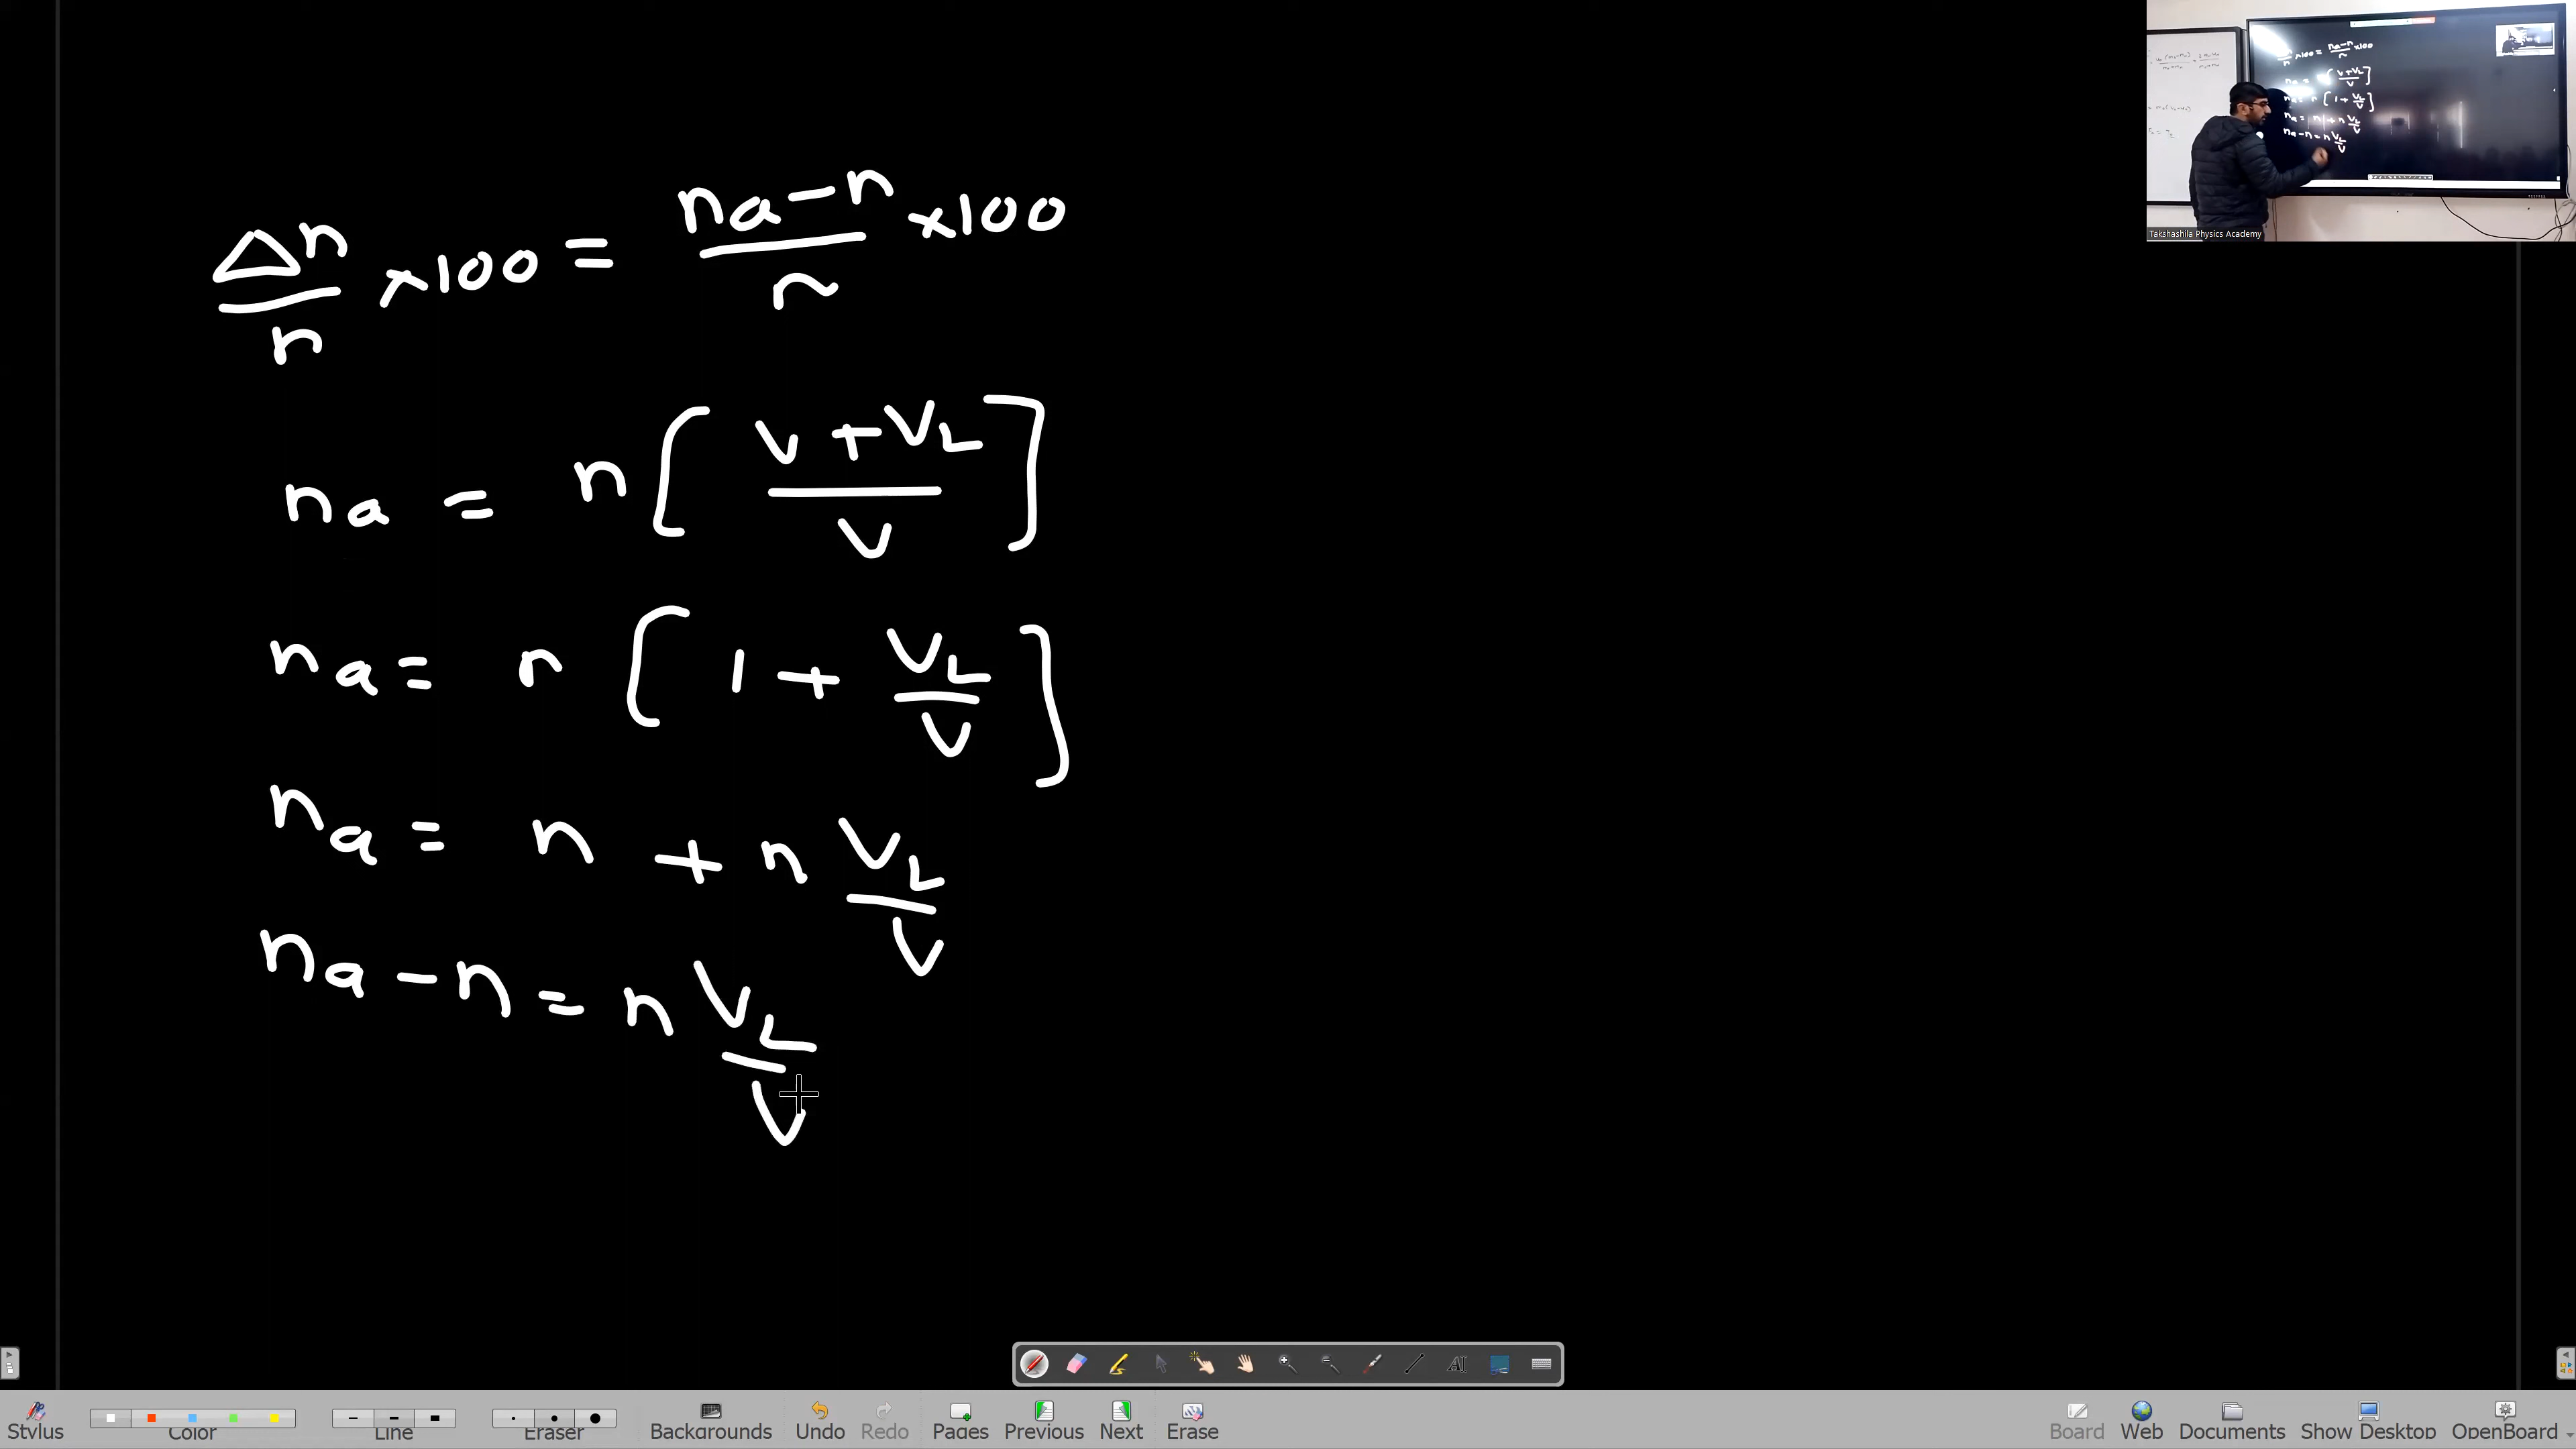 Δn/n ×100 = (na−n)/n ×100
na = n[(v+VL)/v]
na = n[1 + VL/v]
na = n + n VL/V
na − n = n VL/V
Takshashila Physics Academy
Stylus Color Line Eraser Backgrounds Undo Redo Pages Previous Next Erase Board Web Documents Show Desktop OpenBoard